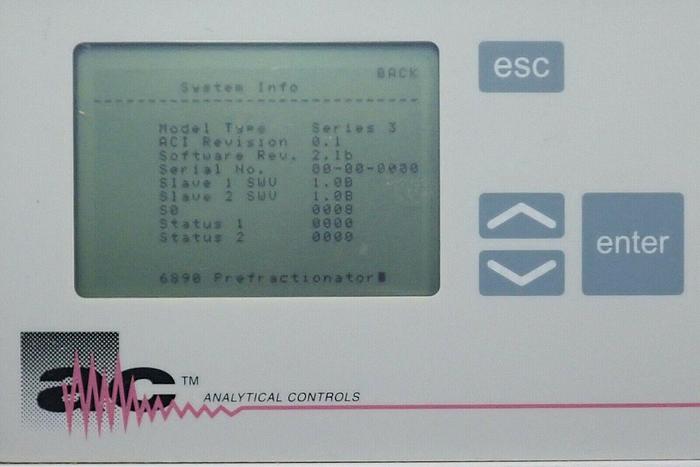 BACK
System Info
Model Type Series 3
ACI Revision 0.1
Software Rev. 2.1b
Serial No. 00-00-0000
Slave 1 SWV 1.0B
Slave 2 SWV 1.0B
S0 0008
Status 1 0000
Status 2 0000
6890 Prefractionator
esc
enter
ac TM
ANALYTICAL CONTROLS